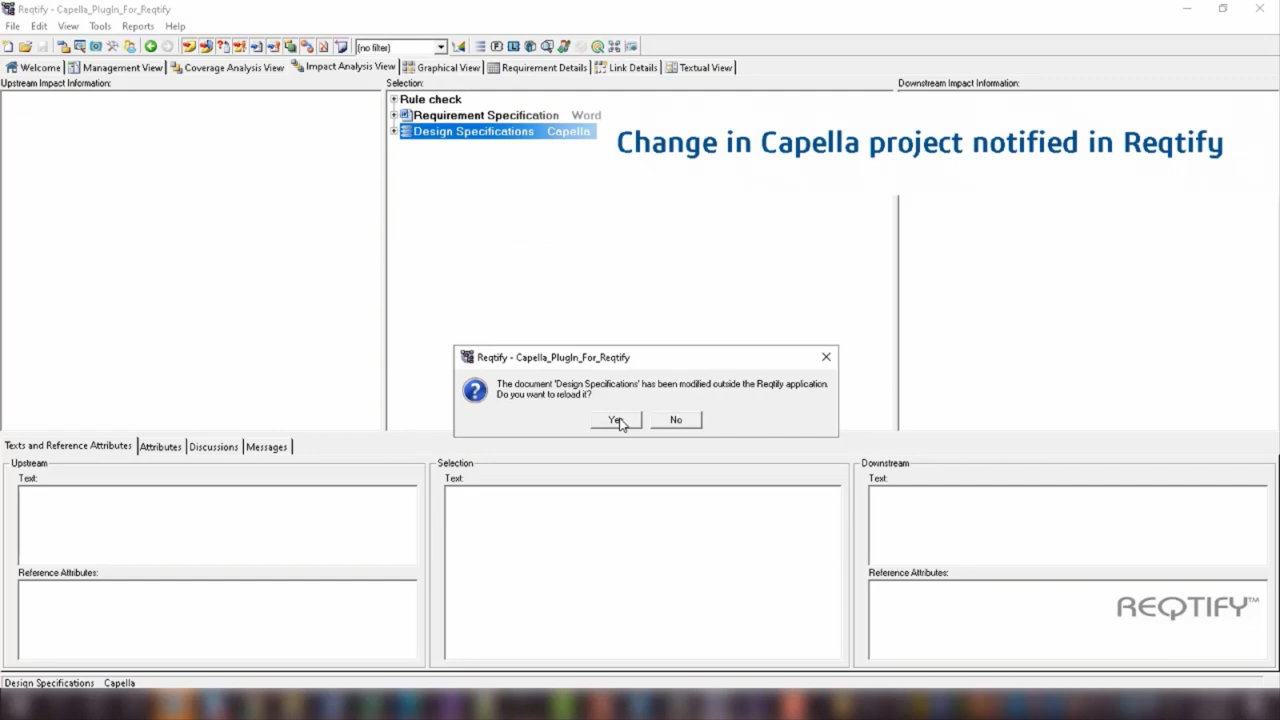 Reqtify - Capella_PlugIn_For_Reqtify
File Edit View Tools Reports Help
(no filter)
Welcome Management View Coverage Analysis View Impact Analysis View Graphical View Requirement Details Link Details Textual View
Upstream Impact Information: Selection: Downstream Impact Information:
Rule check
Requirement Specification Word
Design Specifications Capella
Change in Capella project notified in Reqtify
Reqtify - Capella_PlugIn_For_Reqtify
The document 'Design Specifications' has been modified outside the Reqtify application.
Do you want to reload it?
Yes No
Texts and Reference Attributes Attributes Discussions Messages
Upstream Selection Downstream
Text: Text: Text:
Reference Attributes: Reference Attributes:
REQTIFY™
Design Specifications Capella